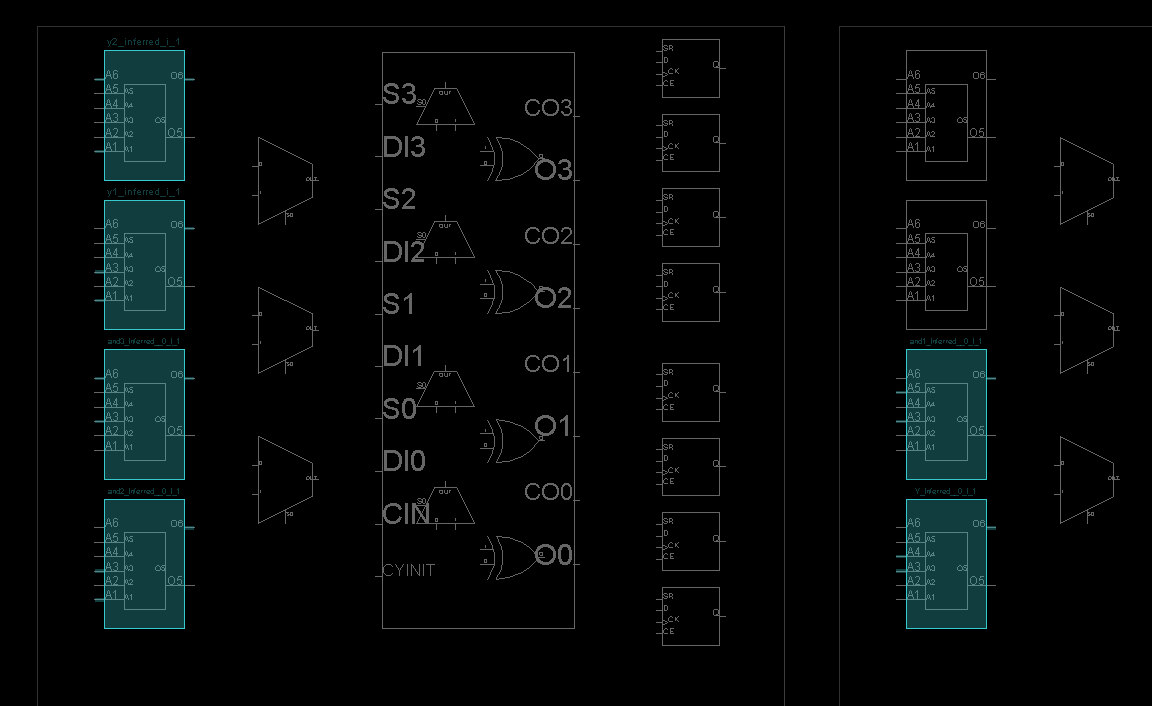 y2_inferred_i_1
A6
O6
A5
A5
A4
A4
A3
A3
O5
A2
A2
O5
A1
A1
y1_inferred_i_1
A6
O6
A5
A5
A4
A4
A3
A3
O5
A2
A2
O5
A1
A1
and3_inferred__0_i_1
A6
O6
A5
A5
A4
A4
A3
A3
O5
A2
A2
O5
A1
A1
and2_inferred__0_i_1
A6
O6
A5
A5
A4
A4
A3
A3
O5
A2
A2
O5
A1
A1
0
1
OUT
S0
0
1
OUT
S0
0
1
OUT
S0
S3
DI3
S2
DI2
S1
DI1
S0
DI0
CIN
CYINIT
S0
S0
S0
S0
CO3
O3
CO2
O2
CO1
O1
CO0
O0
SR
D
CK
CE
Q
SR
D
CK
CE
Q
SR
D
CK
CE
Q
SR
D
CK
CE
Q
SR
D
CK
CE
Q
SR
D
CK
CE
Q
SR
D
CK
CE
Q
SR
D
CK
CE
Q
A6
O6
A5
A5
A4
A4
A3
A3
O5
A2
A2
O5
A1
A1
A6
O6
A5
A5
A4
A4
A3
A3
O5
A2
A2
O5
A1
A1
and1_inferred__0_i_1
A6
O6
A5
A5
A4
A4
A3
A3
O5
A2
A2
O5
A1
A1
Y_inferred__0_i_1
A6
O6
A5
A5
A4
A4
A3
A3
O5
A2
A2
O5
A1
A1
0
1
OUT
S0
0
1
OUT
S0
0
1
OUT
S0